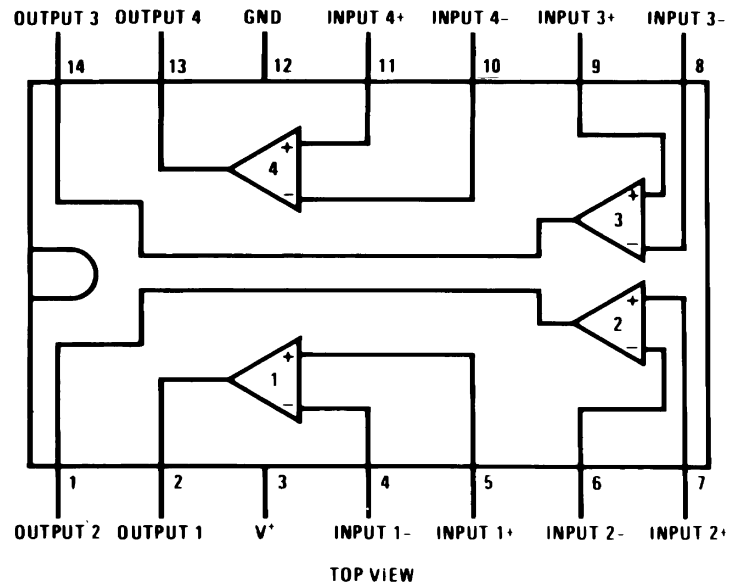 OUTPUT 3 OUTPUT 4 GND INPUT 4+ INPUT 4- INPUT 3+ INPUT 3-
14 13 12 11 10 9 8
+
4
-
+
3
-
+
2
-
+
1
-
1 2 3 4 5 6 7
OUTPUT 2 OUTPUT 1 V+ INPUT 1- INPUT 1+ INPUT 2- INPUT 2+
TOP VIEW